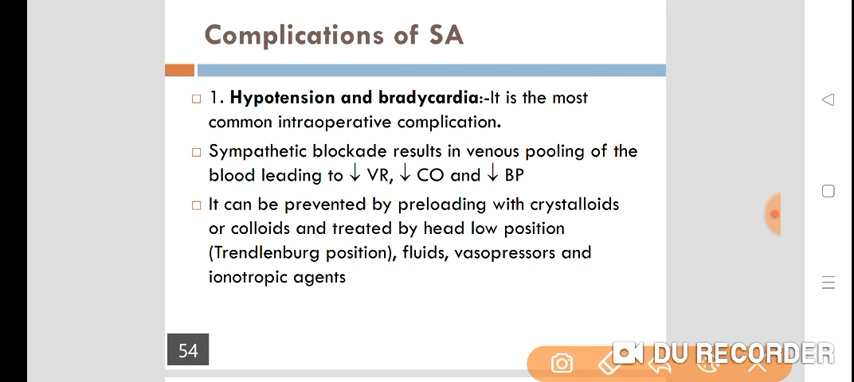 Complications of SA
1. Hypotension and bradycardia:-It is the most
common intraoperative complication.
Sympathetic blockade results in venous pooling of the
blood leading to ↓ VR, ↓ CO and ↓ BP
It can be prevented by preloading with crystalloids
or colloids and treated by head low position
(Trendlenburg position), fluids, vasopressors and
ionotropic agents
54
DU RECORDER